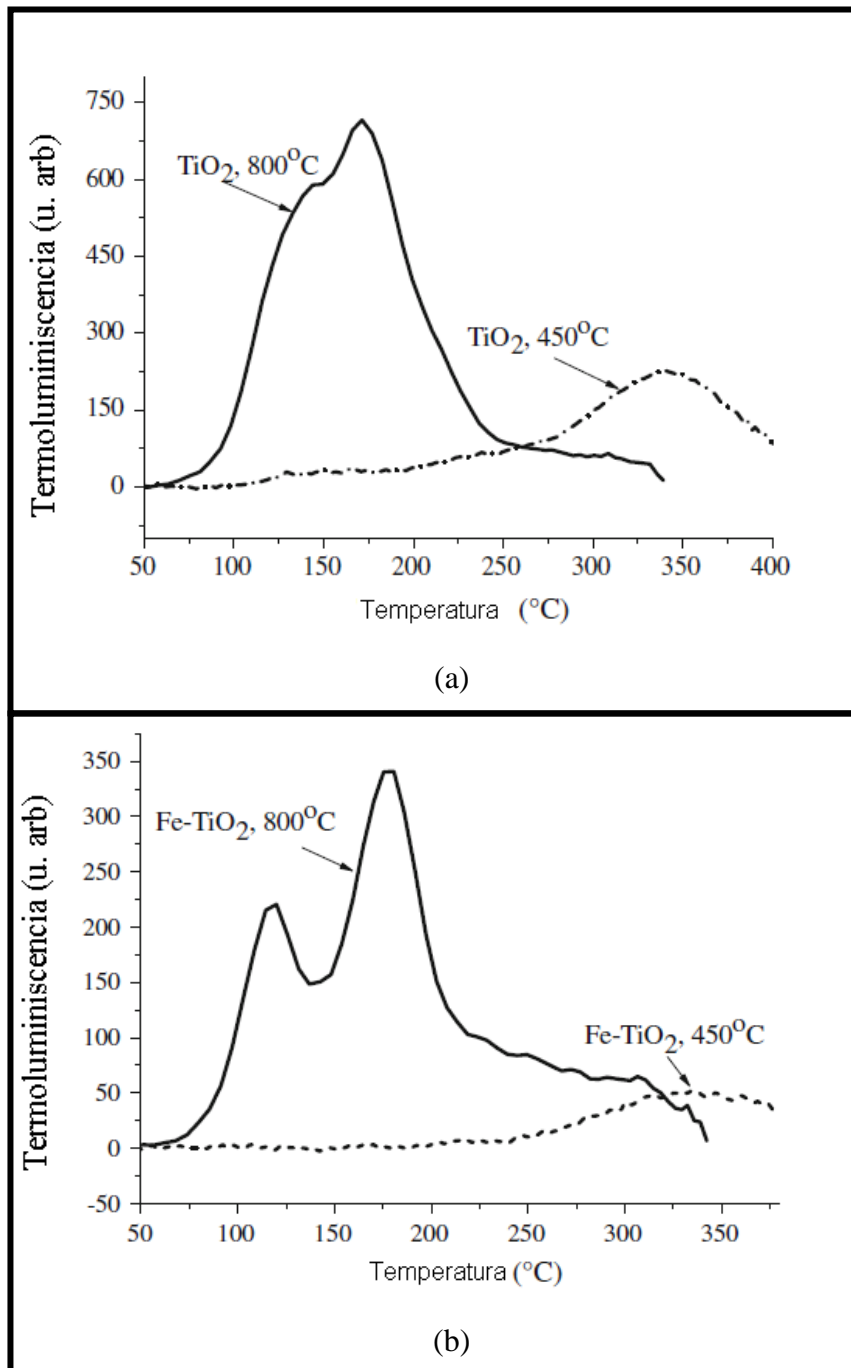 Termoluminiscencia (u. arb)
750
600
450
300
150
0
TiO2, 800°C
TiO2, 450°C
50 100 150 200 250 300 350 400
Temperatura (°C)
(a)
Termoluminiscencia (u. arb)
350
300
250
200
150
100
50
0
-50
Fe-TiO2, 800°C
Fe-TiO2, 450°C
50 100 150 200 250 300 350
Temperatura (°C)
(b)